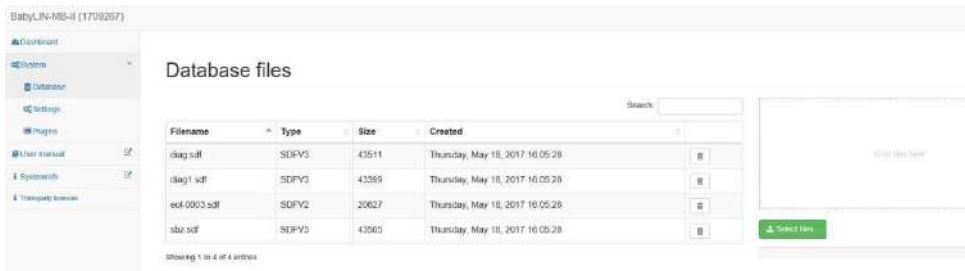 BabyLIN-MB-II (1709267)
Dashboard
System
Database
Settings
Plugins
User manual
Systeminfo
Third-party licenses
Database files
Search:
Filename Type Size Created
diag.sdf SDFV3 43511 Thursday, May 18, 2017 16:05:28
diag1.sdf SDFV3 43399 Thursday, May 18, 2017 16:05:28
eol-0003.sdf SDFV2 20627 Thursday, May 18, 2017 16:05:28
sbz.sdf SDFV3 43505 Thursday, May 18, 2017 16:05:28
Showing 1 to 4 of 4 entries
Select files...